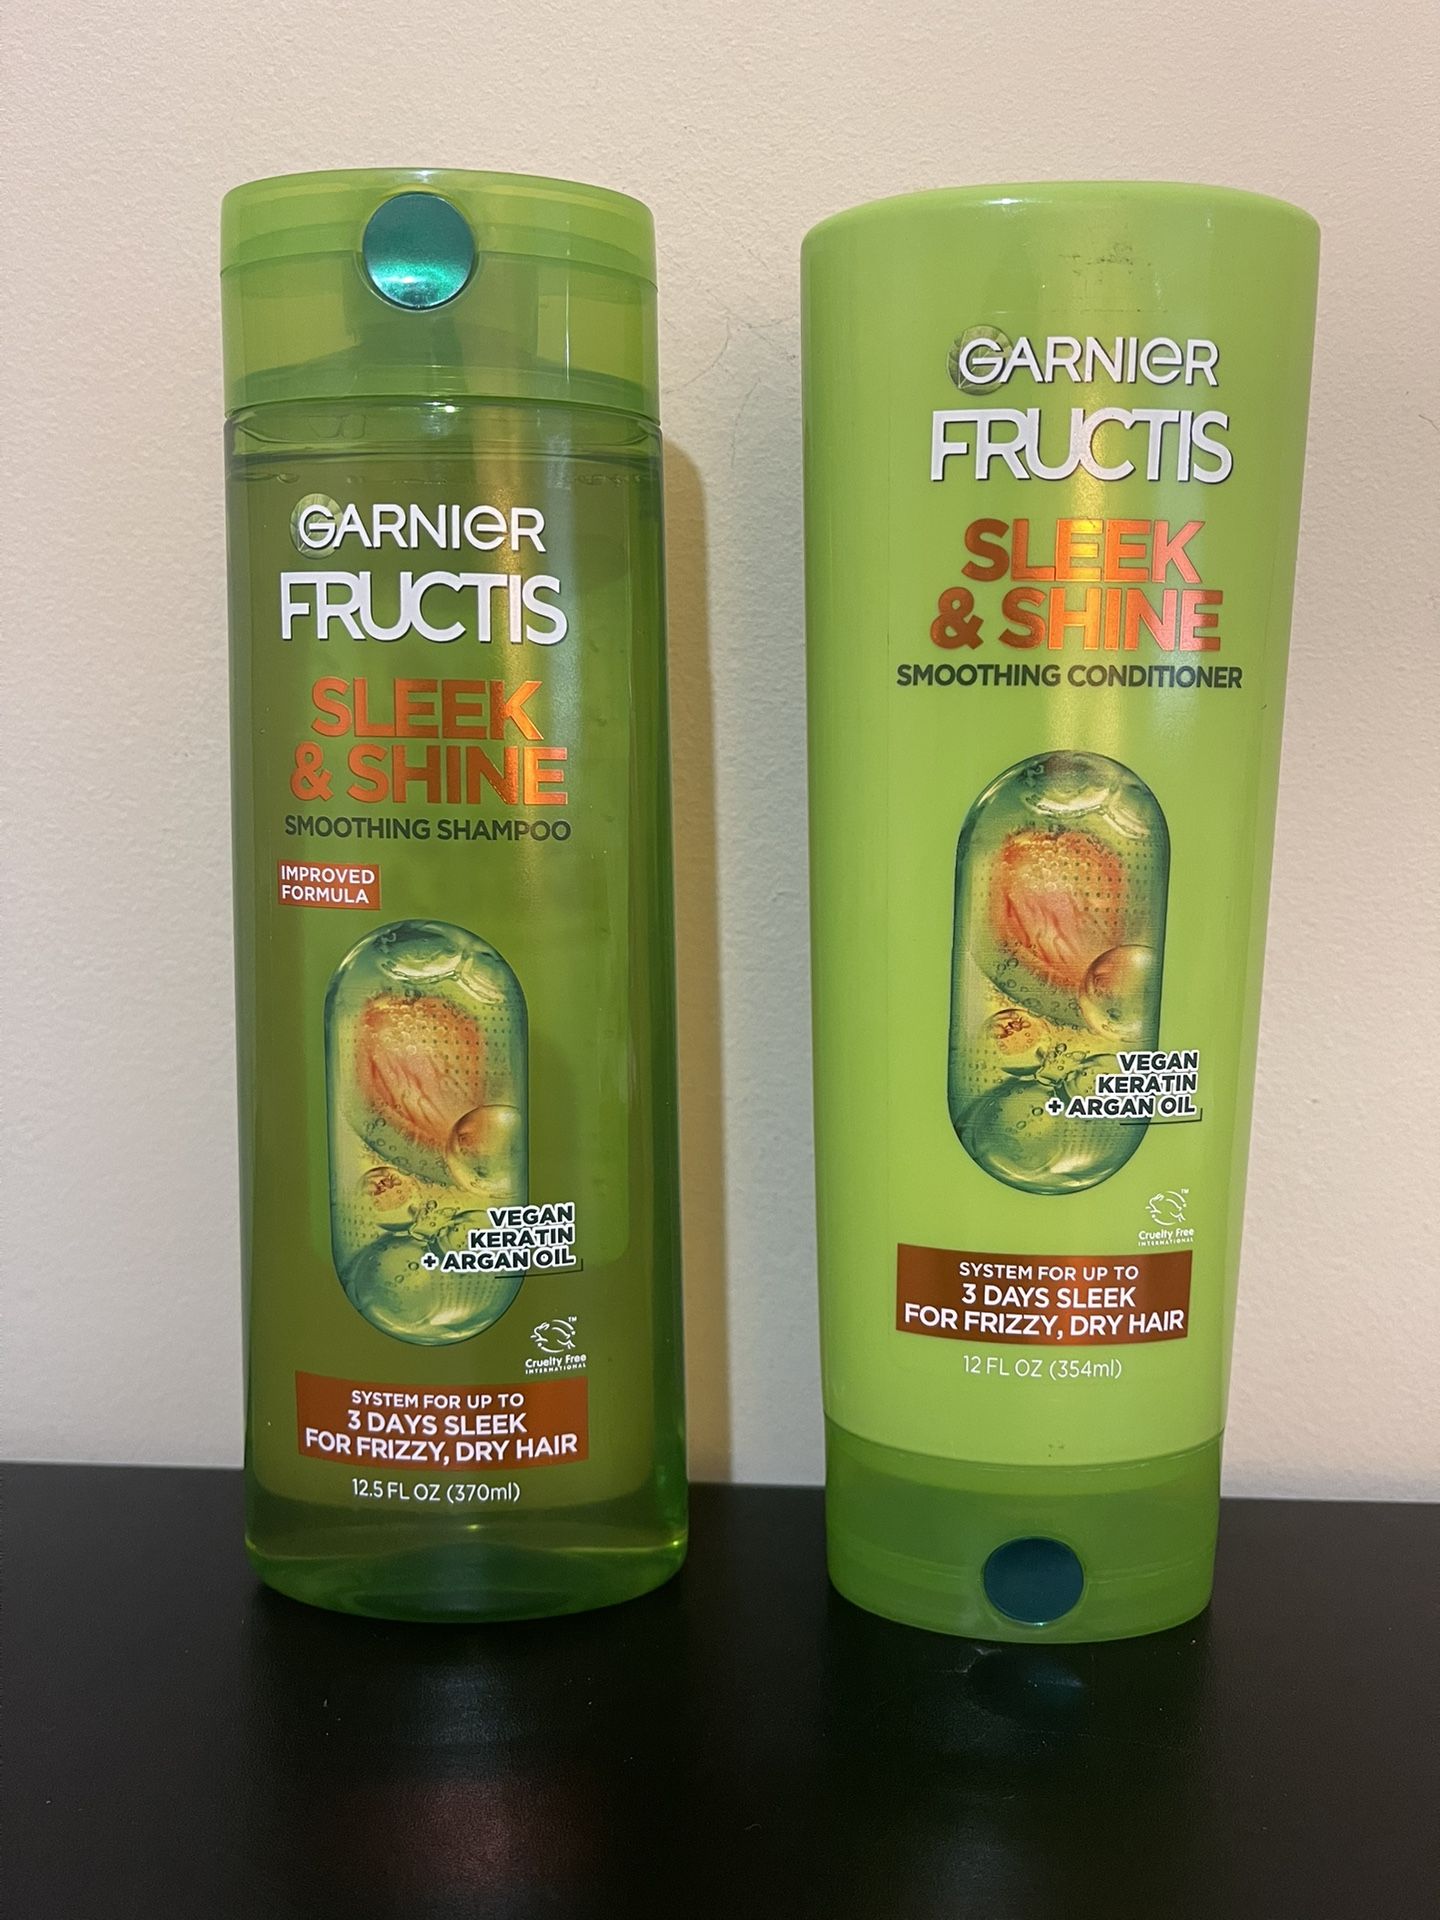 GARNIER
FRUCTIS
SLEEK
& SHINE
SMOOTHING SHAMPOO
IMPROVED
FORMULA
VEGAN
KERATIN
+ ARGAN OIL
TM
Cruelty Free
INTERNATIONAL
SYSTEM FOR UP TO
3 DAYS SLEEK
FOR FRIZZY, DRY HAIR
12.5 FL OZ (370ml)
GARNIER
FRUCTIS
SLEEK
& SHINE
SMOOTHING CONDITIONER
VEGAN
KERATIN
+ ARGAN OIL
TM
Cruelty Free
INTERNATIONAL
SYSTEM FOR UP TO
3 DAYS SLEEK
FOR FRIZZY, DRY HAIR
12 FL OZ (354ml)